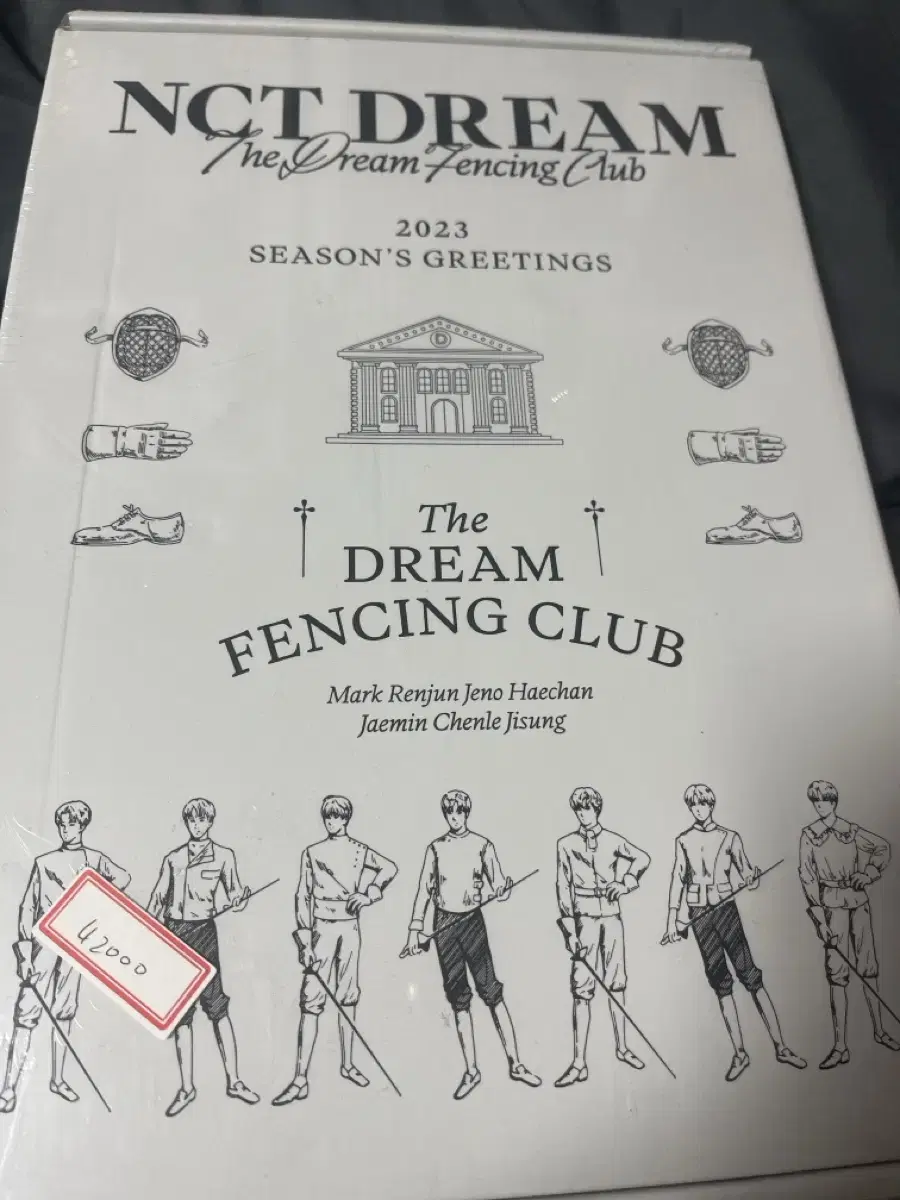 NCT DREAM
The Dream Fencing Club
2023
SEASON'S GREETINGS
D
The
DREAM
FENCING CLUB
Mark Renjun Jeno Haechan
Jaemin Chenle Jisung
42000